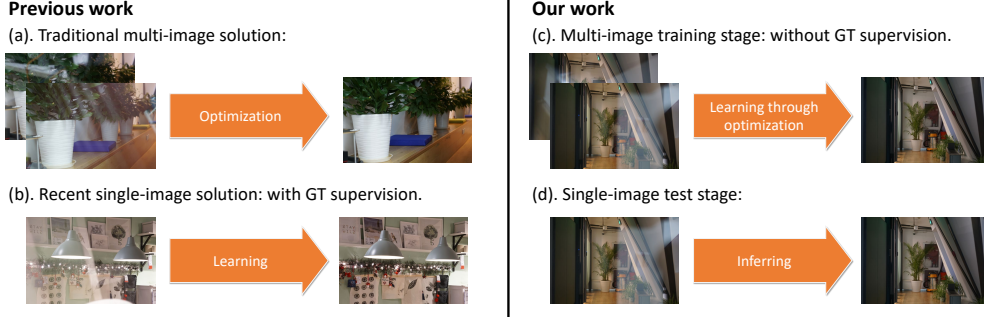 Previous work
(a). Traditional multi-image solution:
Optimization
(b). Recent single-image solution: with GT supervision.
Learning
Our work
(c). Multi-image training stage: without GT supervision.
Learning through
optimization
(d). Single-image test stage:
Inferring